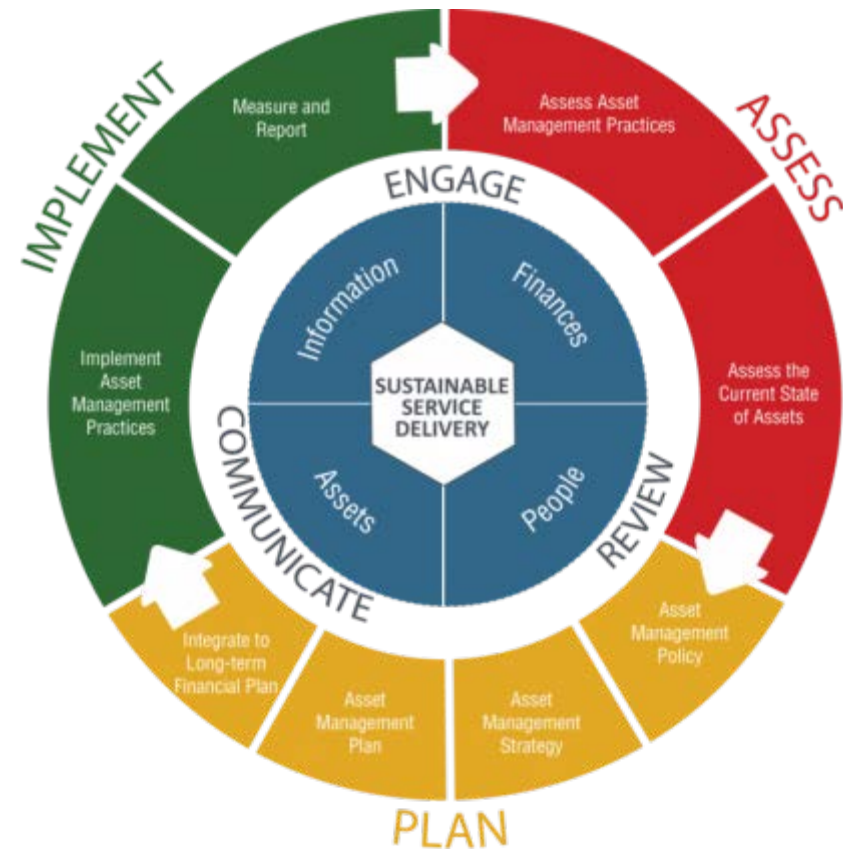 IMPLEMENT
Measure and
Report
Assess Asset
Management Practices
ASSESS
ENGAGE
Information
Finances
Implement
Asset
Management
Practices
SUSTAINABLE
SERVICE
DELIVERY
Assess the
Current State
of Assets
COMMUNICATE
Assets
People
REVIEW
Integrate to
Long-term
Financial Plan
Asset
Management
Plan
Asset
Management
Strategy
Asset
Management
Policy
PLAN